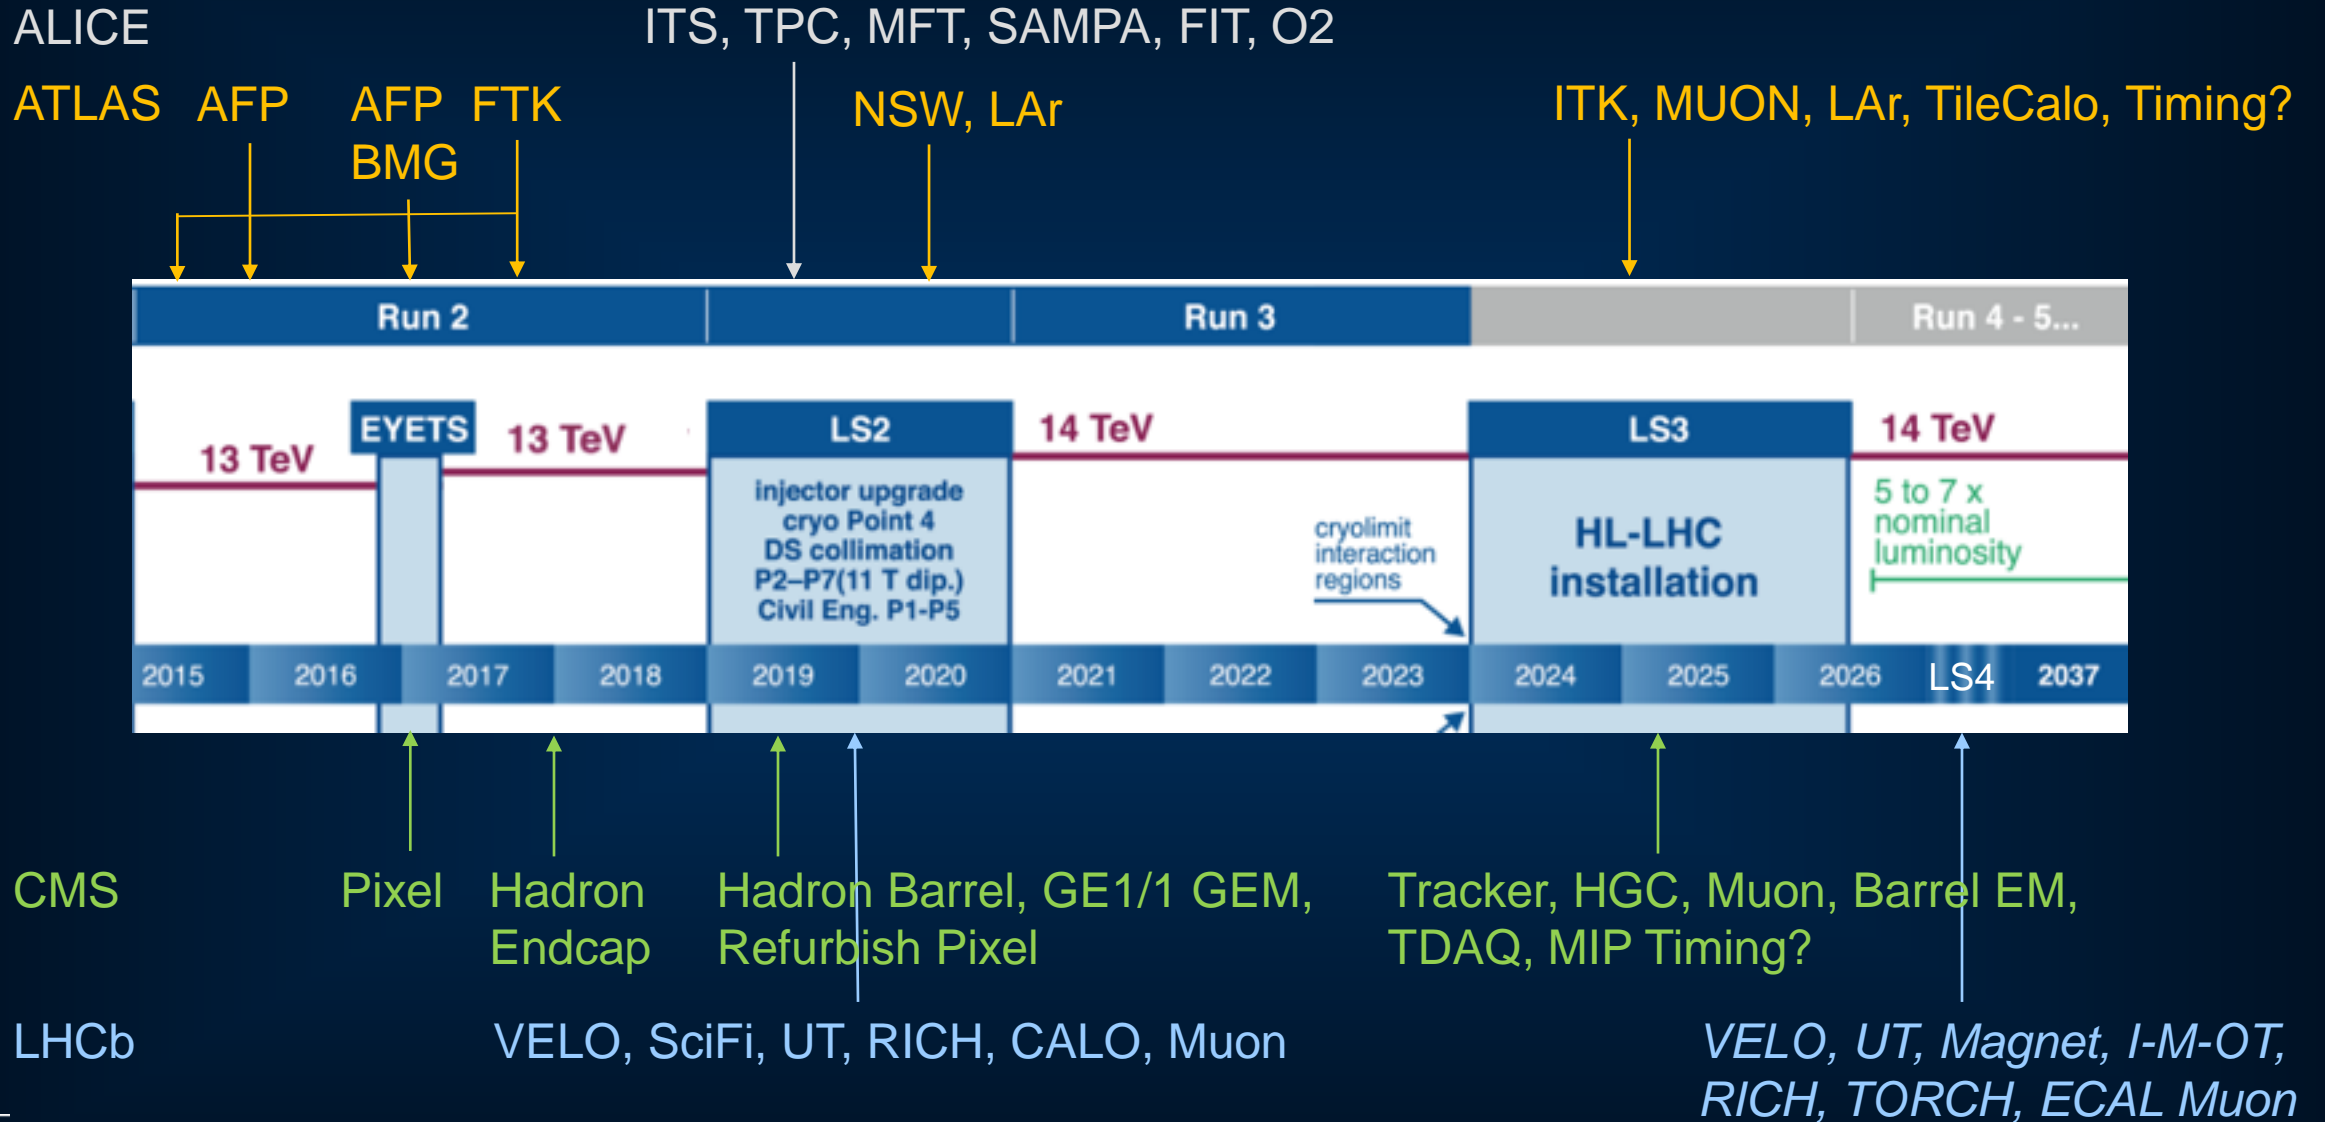 ALICE
ITS, TPC, MFT, SAMPA, FIT, O2
ATLAS
AFP
AFP
BMG
FTK
NSW, LAr
ITK, MUON, LAr, TileCalo, Timing?
Run 2
Run 3
Run 4 - 5...
13 TeV
EYETS
13 TeV
LS2
injector upgrade
cryo Point 4
DS collimation
P2–P7(11 T dip.)
Civil Eng. P1-P5
14 TeV
cryolimit
interaction
regions
LS3
HL-LHC
installation
14 TeV
5 to 7 x
nominal
luminosity
2015
2016
2017
2018
2019
2020
2021
2022
2023
2024
2025
2026
LS4
2037
CMS
Pixel
Hadron
Endcap
Hadron Barrel, GE1/1 GEM,
Refurbish Pixel
Tracker, HGC, Muon, Barrel EM,
TDAQ, MIP Timing?
LHCb
VELO, SciFi, UT, RICH, CALO, Muon
VELO, UT, Magnet, I-M-OT,
RICH, TORCH, ECAL Muon